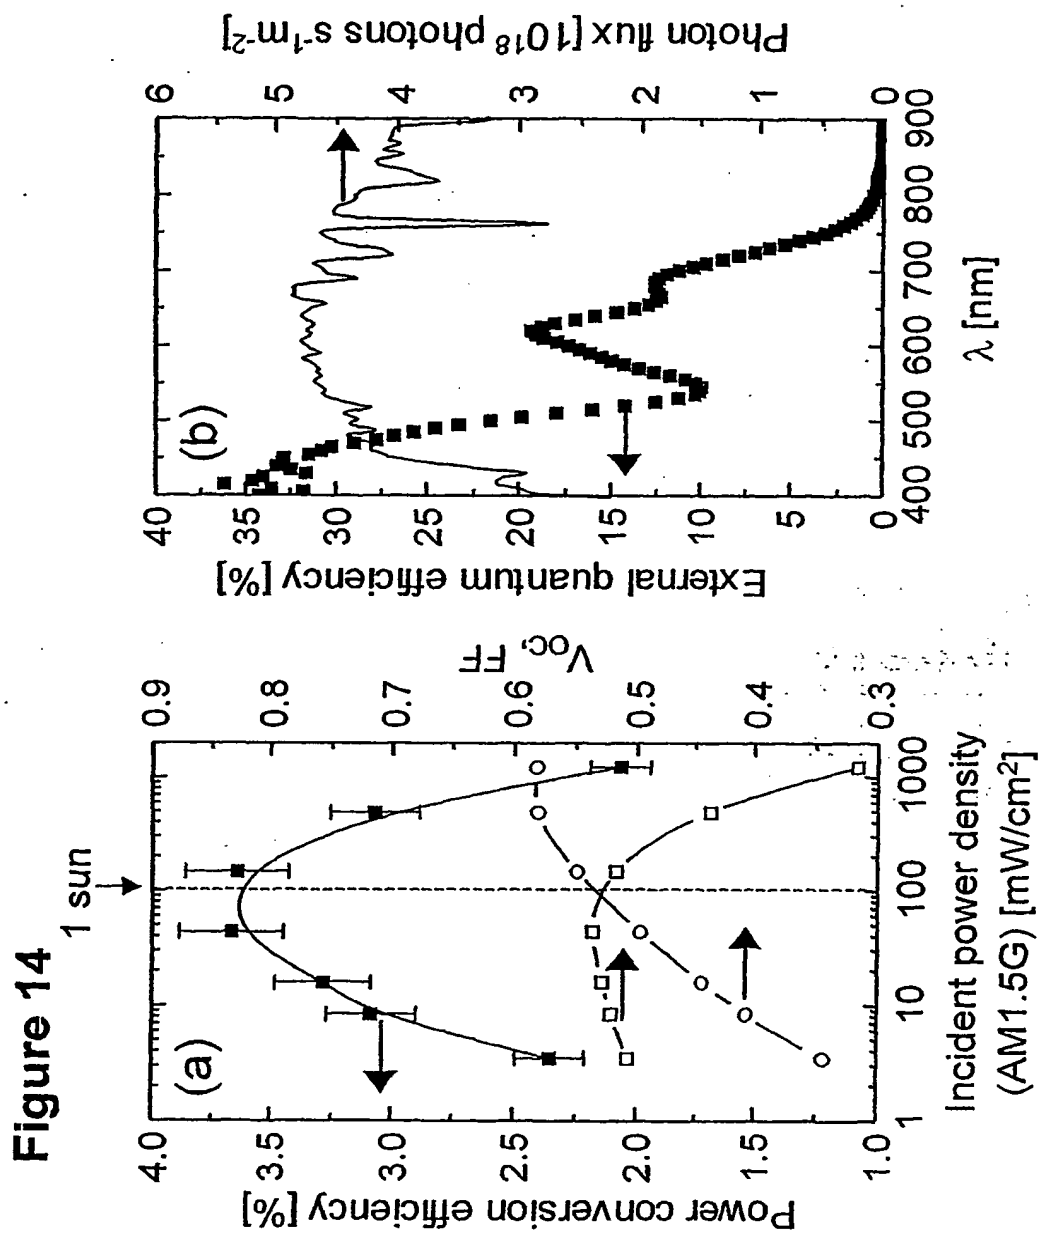 Figure 14
1 sun
(a)
Power conversion efficiency [%]
4.0
3.5
3.0
2.5
2.0
1.5
1.0
V_OC, FF
0.9
0.8
0.7
0.6
0.5
0.4
0.3
1 10 100 1000
Incident power density
(AM1.5G) [mW/cm²]
(b)
External quantum efficiency [%]
40
35
30
25
20
15
10
5
0
Photon flux [10¹⁸ photons s⁻¹m⁻²]
6
5
4
3
2
1
0
400 500 600 700 800 900
λ [nm]